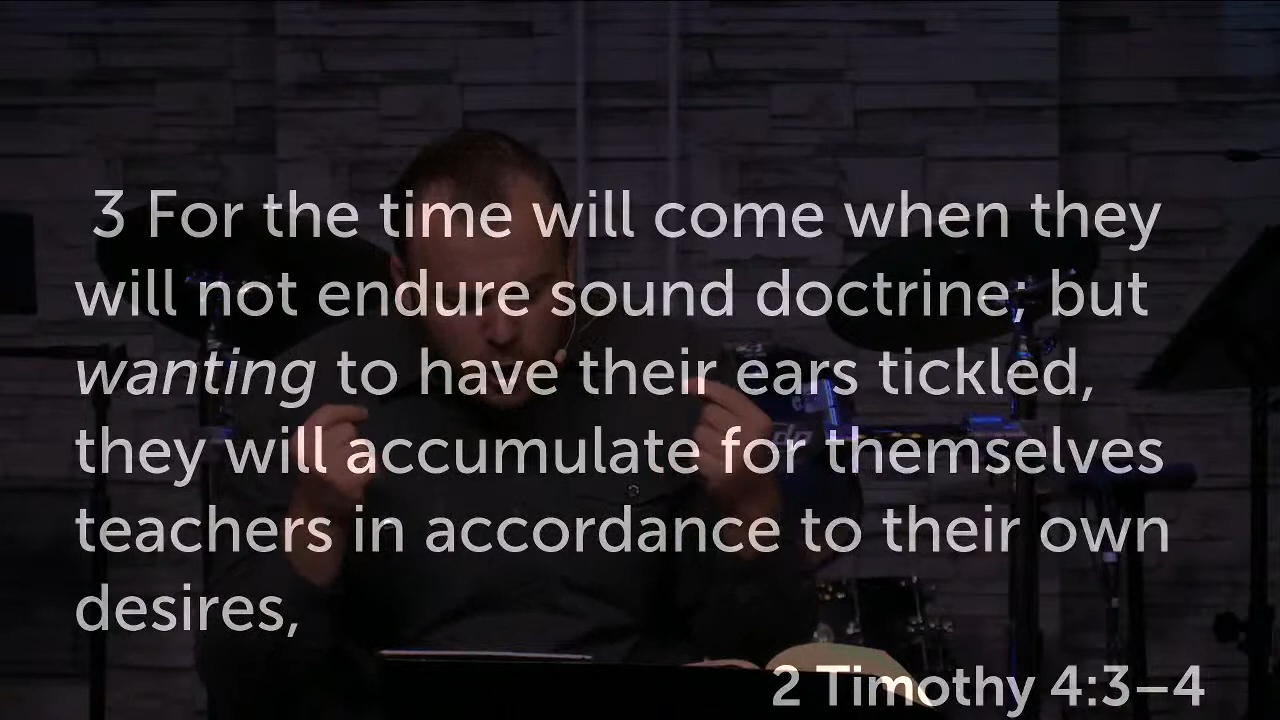 3 For the time will come when they
will not endure sound doctrine; but
wanting to have their ears tickled,
they will accumulate for themselves
teachers in accordance to their own
desires,
2 Timothy 4:3–4